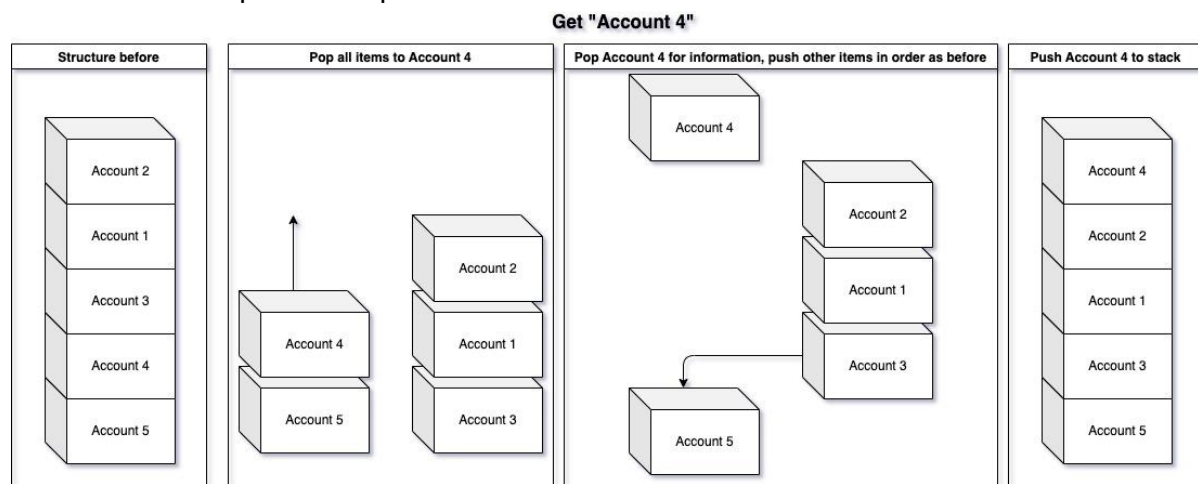 Get "Account 4"
Structure before
Account 2
Account 1
Account 3
Account 4
Account 5
Pop all items to Account 4
Account 4
Account 5
Account 2
Account 1
Account 3
Pop Account 4 for information, push other items in order as before
Account 4
Account 2
Account 1
Account 3
Account 5
Push Account 4 to stack
Account 4
Account 2
Account 1
Account 3
Account 5